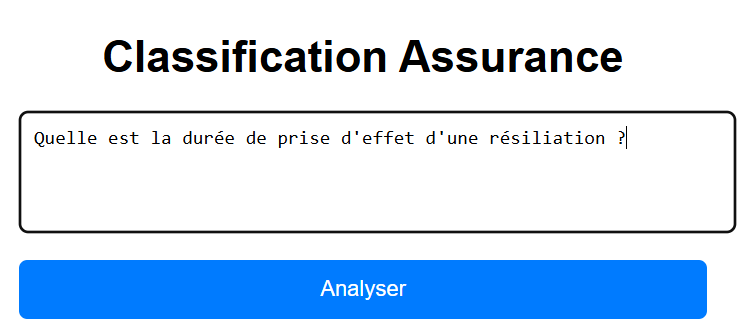 Classification Assurance
Quelle est la durée de prise d'effet d'une résiliation ?
Analyser